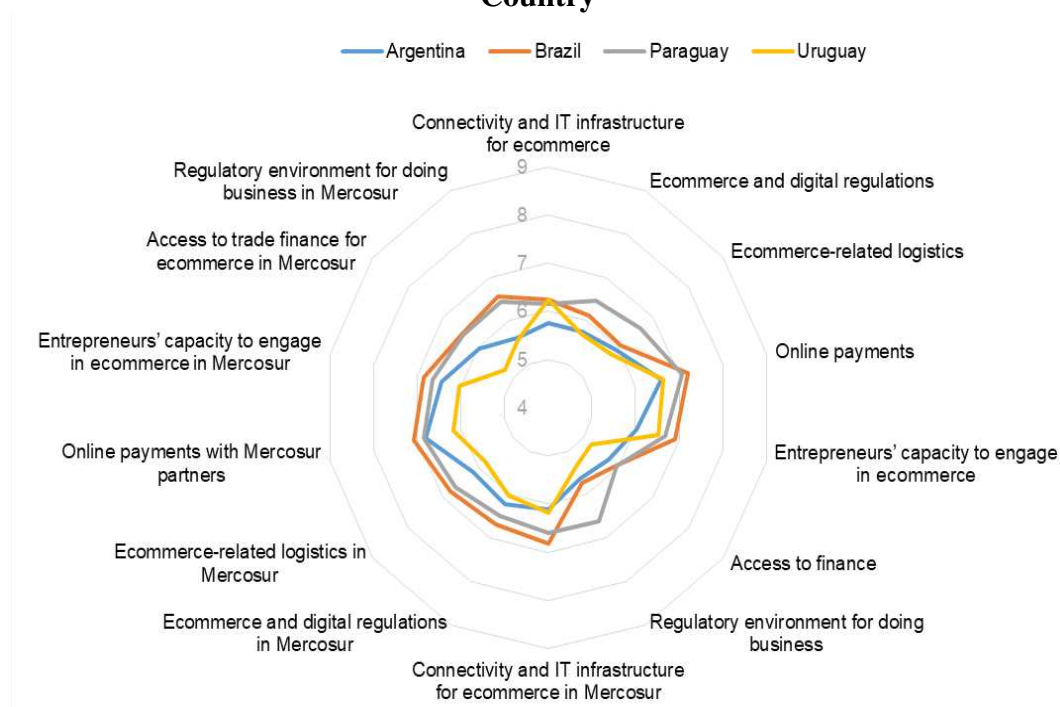 Country
Argentina Brazil Paraguay Uruguay
Connectivity and IT infrastructure
for ecommerce
Regulatory environment for doing
business in Mercosur
Ecommerce and digital regulations
Access to trade finance for
ecommerce in Mercosur
Ecommerce-related logistics
Entrepreneurs' capacity to engage
in ecommerce in Mercosur
Online payments
Online payments with Mercosur
partners
Entrepreneurs' capacity to engage
in ecommerce
Ecommerce-related logistics in
Mercosur
Access to finance
Ecommerce and digital regulations
in Mercosur
Regulatory environment for doing
business
Connectivity and IT infrastructure
for ecommerce in Mercosur
9
8
7
6
5
4